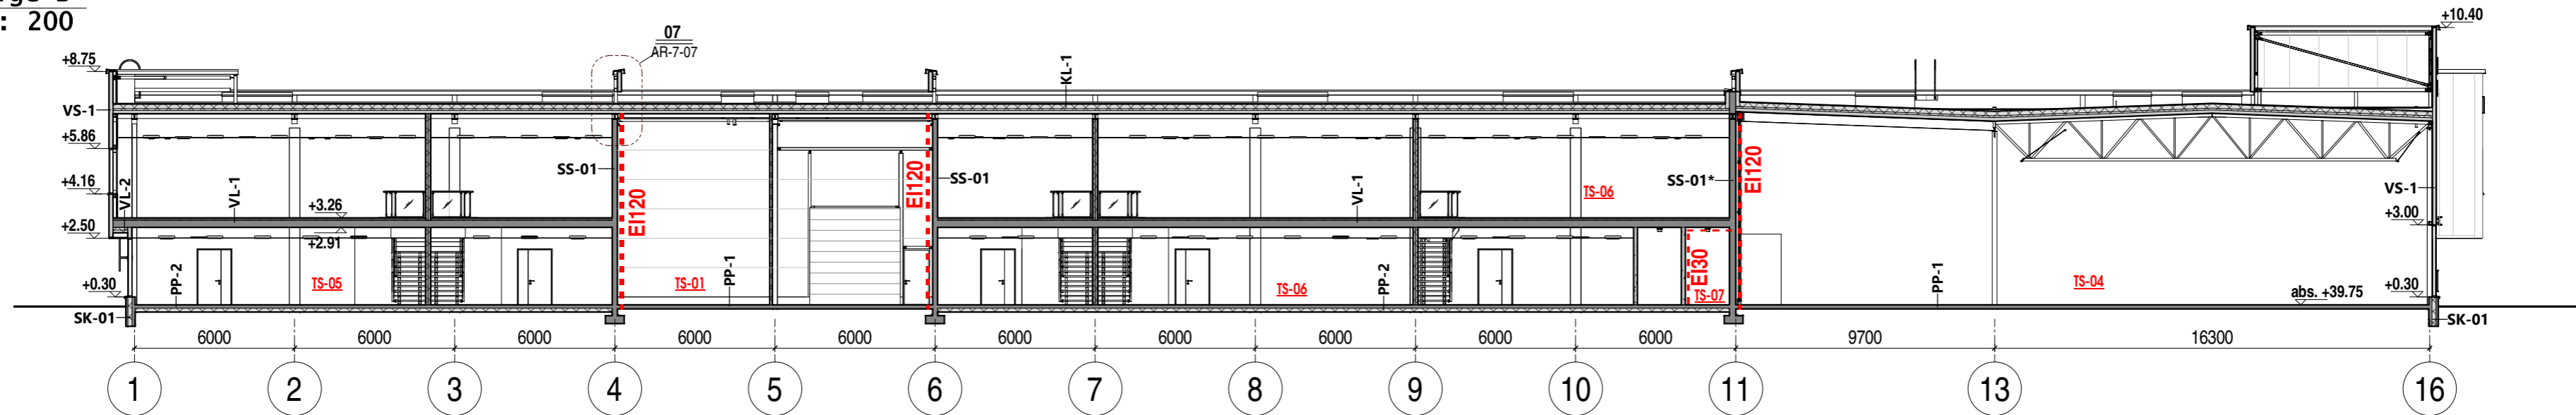 : 200
07
AR-7-07
+10.40
+8.75
KL-1
VS-1
+5.86
SS-01
EI120
EI120
SS-01
SS-01*
EI120
+4.16
VL-2
VL-1
VL-1
TS-06
VS-1
+3.26
+2.50
+2.91
+3.00
PP-2
TS-05
TS-01
PP-1
TS-06
PP-2
EI30
TS-07
PP-1
TS-04
+0.30
abs. +39.75
+0.30
SK-01
SK-01
6000 6000 6000 6000 6000 6000 6000 6000 6000 6000 9700 16300
1 2 3 4 5 6 7 8 9 10 11 13 16